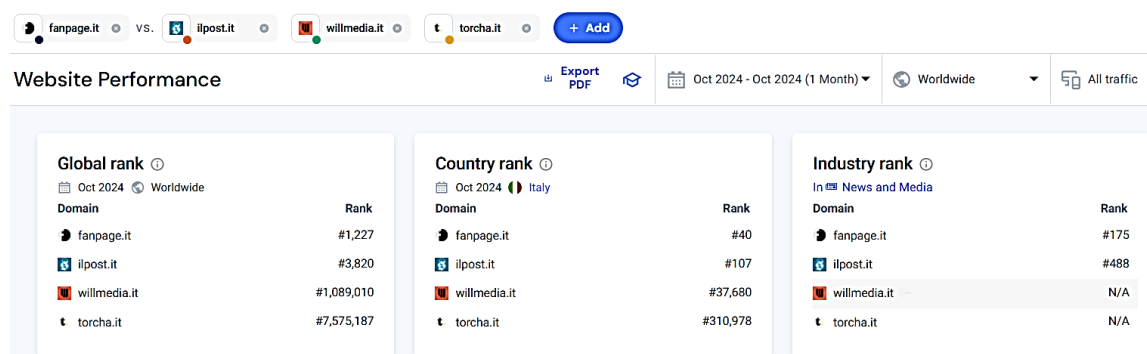 fanpage.it vs. ilpost.it willmedia.it torcha.it + Add
Website Performance Export PDF Oct 2024 - Oct 2024 (1 Month) Worldwide All traffic
Global rank
Oct 2024 Worldwide
Domain Rank
fanpage.it #1,227
ilpost.it #3,820
willmedia.it #1,089,010
torcha.it #7,575,187
Country rank
Oct 2024 Italy
Domain Rank
fanpage.it #40
ilpost.it #107
willmedia.it #37,680
torcha.it #310,978
Industry rank
In News and Media
Domain Rank
fanpage.it #175
ilpost.it #488
willmedia.it N/A
torcha.it N/A